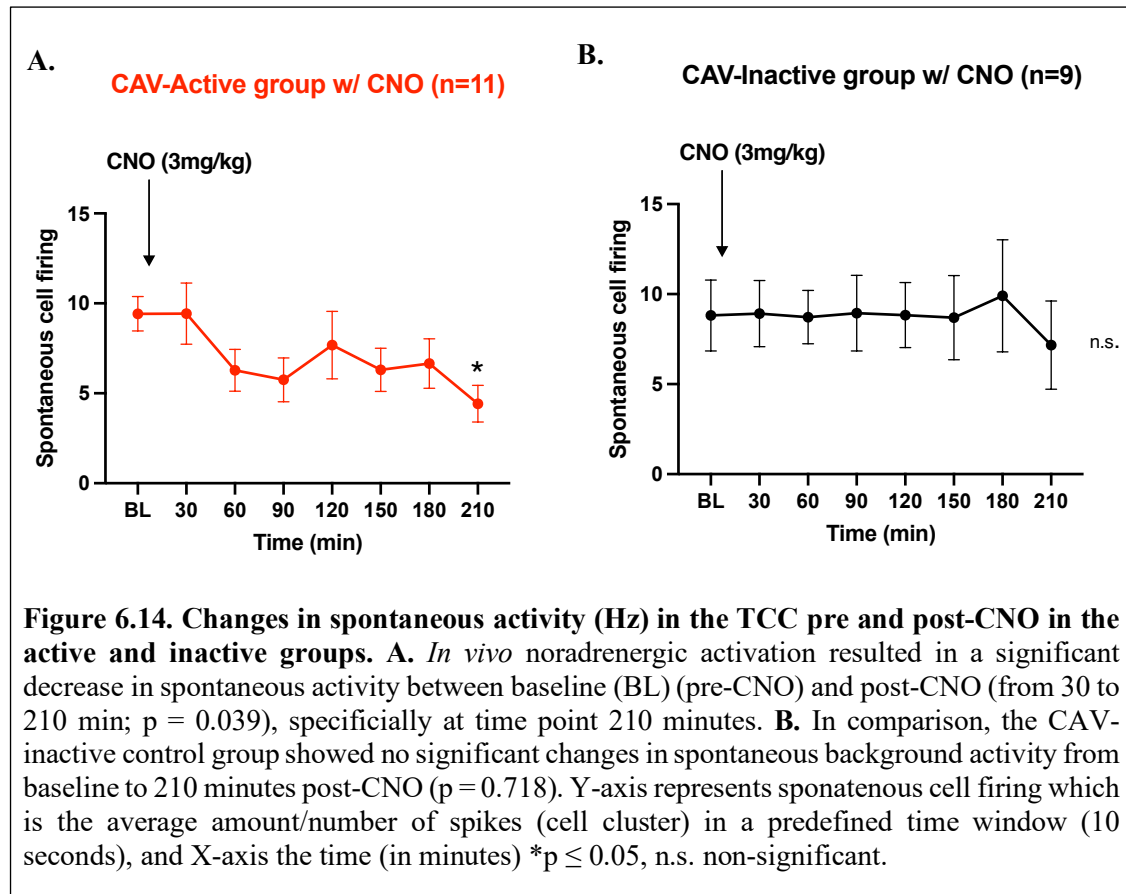 A.
CAV-Active group w/ CNO (n=11)
CNO (3mg/kg)
15
10
5
0
Spontaneous cell firing
*
BL 30 60 90 120 150 180 210
Time (min)
B.
CAV-Inactive group w/ CNO (n=9)
CNO (3mg/kg)
15
10
5
0
Spontaneous cell firing
n.s.
BL 30 60 90 120 150 180 210
Time (min)
Figure 6.14. Changes in spontaneous activity (Hz) in the TCC pre and post-CNO in the
active and inactive groups. A. In vivo noradrenergic activation resulted in a significant
decrease in spontaneous activity between baseline (BL) (pre-CNO) and post-CNO (from 30 to
210 min; p = 0.039), specificially at time point 210 minutes. B. In comparison, the CAV-
inactive control group showed no significant changes in spontaneous background activity from
baseline to 210 minutes post-CNO (p = 0.718). Y-axis represents sponatenous cell firing which
is the average amount/number of spikes (cell cluster) in a predefined time window (10
seconds), and X-axis the time (in minutes) *p ≤ 0.05, n.s. non-significant.